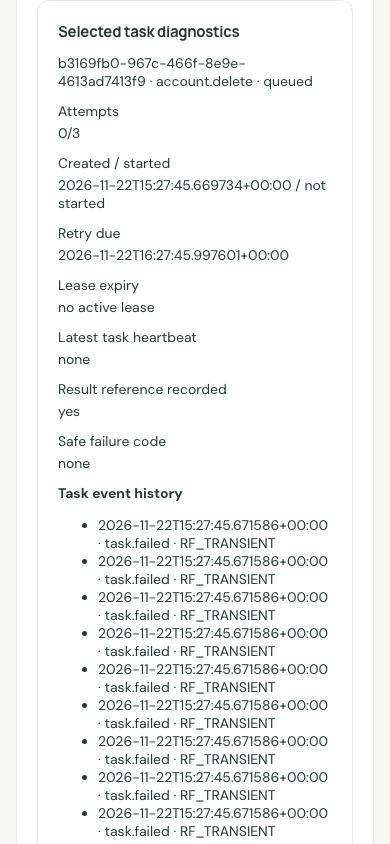 Selected task diagnostics
b3169fb0-967c-466f-8e9e-
4613ad7413f9 · account.delete · queued
Attempts
0/3
Created / started
2026-11-22T15:27:45.669734+00:00 / not
started
Retry due
2026-11-22T16:27:45.997601+00:00
Lease expiry
no active lease
Latest task heartbeat
none
Result reference recorded
yes
Safe failure code
none
Task event history
• 2026-11-22T15:27:45.671586+00:00
· task.failed · RF_TRANSIENT
• 2026-11-22T15:27:45.671586+00:00
· task.failed · RF_TRANSIENT
• 2026-11-22T15:27:45.671586+00:00
· task.failed · RF_TRANSIENT
• 2026-11-22T15:27:45.671586+00:00
· task.failed · RF_TRANSIENT
• 2026-11-22T15:27:45.671586+00:00
· task.failed · RF_TRANSIENT
• 2026-11-22T15:27:45.671586+00:00
· task.failed · RF_TRANSIENT
• 2026-11-22T15:27:45.671586+00:00
· task.failed · RF_TRANSIENT
• 2026-11-22T15:27:45.671586+00:00
· task.failed · RF_TRANSIENT
• 2026-11-22T15:27:45.671586+00:00
· task.failed · RF_TRANSIENT